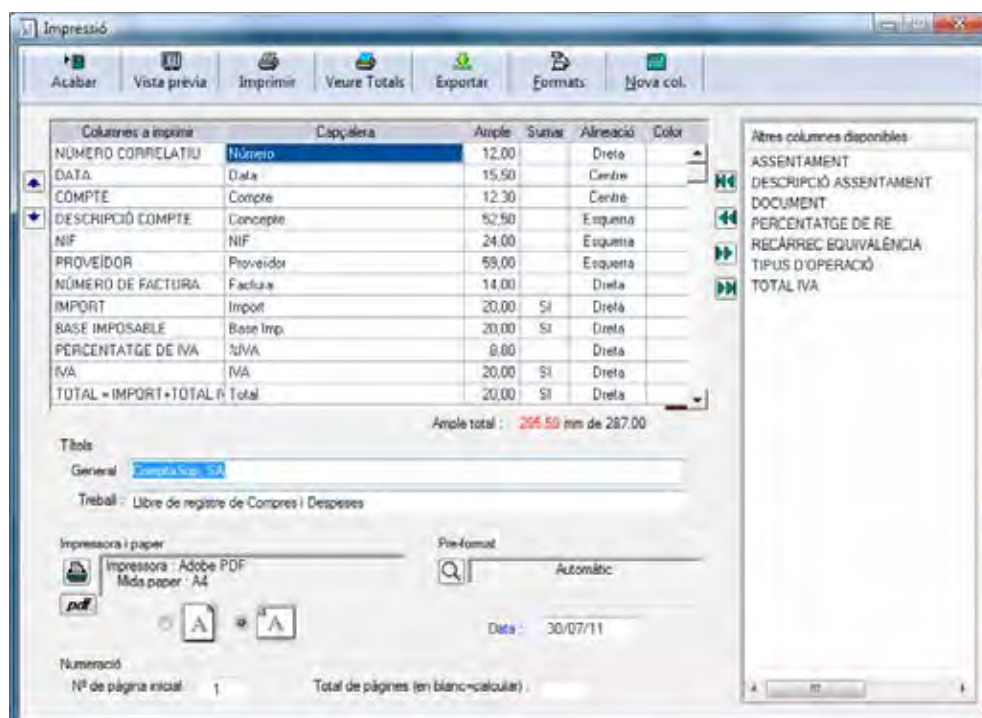 Impressió
Acabar Vista prèvia Imprimir Veure Totals Exportar Formats Nova col.
Columnes a imprimir Capçalera Ample Sumar Alineació Color
NÚMERO CORRELATIU Número 12,00 Dreta
DATA Data 15,50 Centre
COMPTE Compte 12,30 Centre
DESCRIPCIÓ COMPTE Concepte 52,50 Esquerra
NIF NIF 24,00 Esquerra
PROVEÏDOR Proveïdor 59,00 Esquerra
NÚMERO DE FACTURA Factura 14,00 Dreta
IMPORT Import 20,00 SI Dreta
BASE IMPOSABLE Base Imp. 20,00 SI Dreta
PERCENTATGE DE IVA %IVA 8,00 Dreta
IVA IVA 20,00 SI Dreta
TOTAL = IMPORT+TOTAL Total 20,00 SI Dreta
Altres columnes disponibles
ASSENTAMENT
DESCRIPCIÓ ASSENTAMENT
DOCUMENT
PERCENTATGE DE RE
RECÀRREC EQUIVALÈNCIA
TIPUS D'OPERACIÓ
TOTAL IVA
Ample total : mm de 287.00
Títols
General ComptaSup, SA
Treball : Llibre de registre de Compres i Despeses
Impressora i paper
Impressora : Adobe PDF
Mida paper : A4
pdf
A A
Pre-format
Automàtic
Data : 30/07/11
Numeració
Nº de pàgina inicial 1 Total de pàgines (en blanc=calcular) :